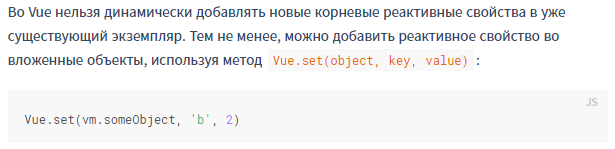 Во Vue нельзя динамически добавлять новые корневые реактивные свойства в уже
существующий экземпляр. Тем не менее, можно добавить реактивное свойство во
вложенные объекты, используя метод Vue.set(object, key, value) :
JS
Vue.set(vm.someObject, 'b', 2)